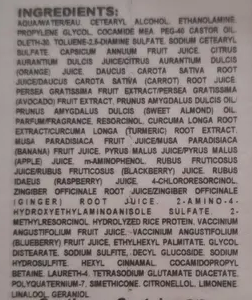 INGREDIENTS:
AQUA/WATER/EAU, CETEARYL ALCOHOL, ETHANOLAMINE,
PROPYLENE GLYCOL, COCAMIDE MEA, PEG-40 CASTOR OIL,
OLETH-30, TOLUENE-2,5-DIAMINE SULFATE, SODIUM CETEARYL
SULFATE, CAPSICUM ANNUUM FRUIT JUICE, CITRUS
AURANTIUM DULCIS JUICE/CITRUS AURANTIUM DULCIS
(ORANGE) JUICE, DAUCUS CAROTA SATIVA ROOT
JUICE/DAUCUS CAROTA SATIVA (CARROT) ROOT JUICE,
PERSEA GRATISSIMA FRUIT EXTRACT/PERSEA GRATISSIMA
(AVOCADO) FRUIT EXTRACT, PRUNUS AMYGDALUS DULCIS OIL/
PRUNUS AMYGDALUS DULCIS (SWEET ALMOND) OIL,
PARFUM/FRAGRANCE, RESORCINOL, CURCUMA LONGA ROOT
EXTRACT/CURCUMA LONGA (TURMERIC) ROOT EXTRACT,
MUSA PARADISIACA FRUIT JUICE/MUSA PARADISIACA
(BANANA) FRUIT JUICE, PYRUS MALUS JUICE/PYRUS MALUS
(APPLE) JUICE, m-AMINOPHENOL, RUBUS FRUTICOSUS
JUICE/RUBUS FRUTICOSUS (BLACKBERRY) JUICE, RUBUS
IDAEUS (RASPBERRY) JUICE, 4-CHLORORESORCINOL,
ZINGIBER OFFICINALE ROOT JUICE/ZINGIBER OFFICINALE
(GINGER) ROOT JUICE, 2-AMINO-4-
HYDROXYETHYLAMINOANISOLE SULFATE, 2-
METHYLRESORCINOL, HYDROLYZED RICE PROTEIN, VACCINIUM
ANGUSTIFOLIUM FRUIT JUICE, VACCINIUM ANGUSTIFOLIUM
(BLUEBERRY) FRUIT JUICE, ETHYLHEXYL PALMITATE, GLYCOL
DISTEARATE, SODIUM SULFITE, DECYL GLUCOSIDE, SODIUM
HYDROSULFITE, HEXYL CINNAMAL, COCAMIDOPROPYL
BETAINE, LAURETH-4, TETRASODIUM GLUTAMATE DIACETATE,
POLYQUATERNIUM-7, SIMETHICONE, CITRONELLOL, LIMONENE,
LINALOOL, GERANIOL.